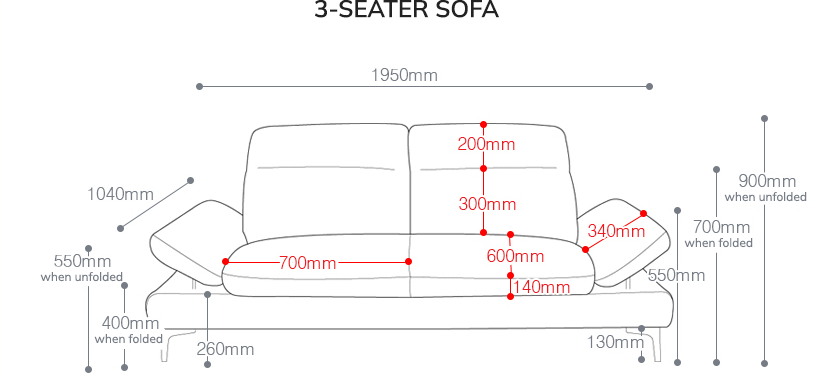 3-SEATER SOFA
1950mm
200mm
1040mm
900mm
when unfolded
300mm
700mm
when folded
340mm
550mm
when unfolded
700mm
600mm
550mm
140mm
400mm
when folded
260mm
130mm